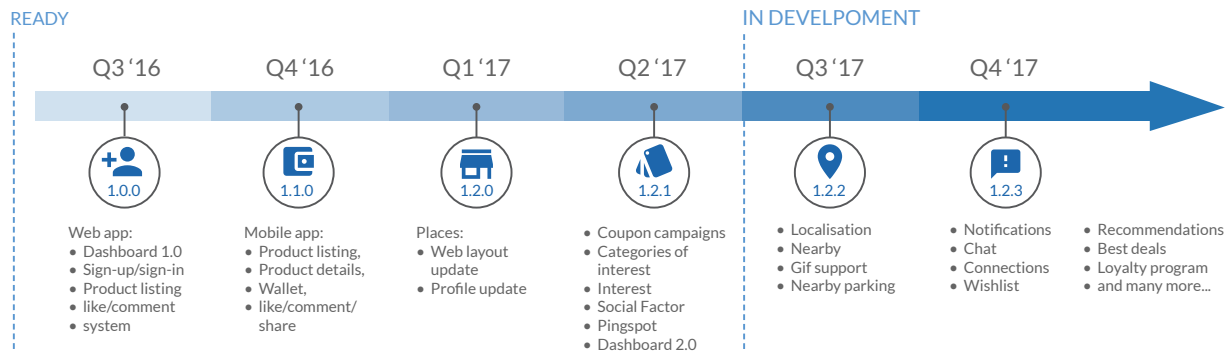 READY
IN DEVELPOMENT
Q3 ‘16
Q4 ‘16
Q1 ‘17
Q2 ‘17
Q3 ‘17
Q4 ‘17
1.0.0
1.1.0
1.2.0
1.2.1
1.2.2
1.2.3
Web app:
• Dashboard 1.0
• Sign-up/sign-in
• Product listing
• like/comment
• system
Mobile app:
• Product listing,
• Product details,
• Wallet,
• like/comment/
share
Places:
• Web layout
update
• Profile update
• Coupon campaigns
• Categories of
interest
• Interest
• Social Factor
• Pingspot
• Dashboard 2.0
• Localisation
• Nearby
• Gif support
• Nearby parking
• Notifications
• Chat
• Connections
• Wishlist
• Recommendations
• Best deals
• Loyalty program
• and many more...